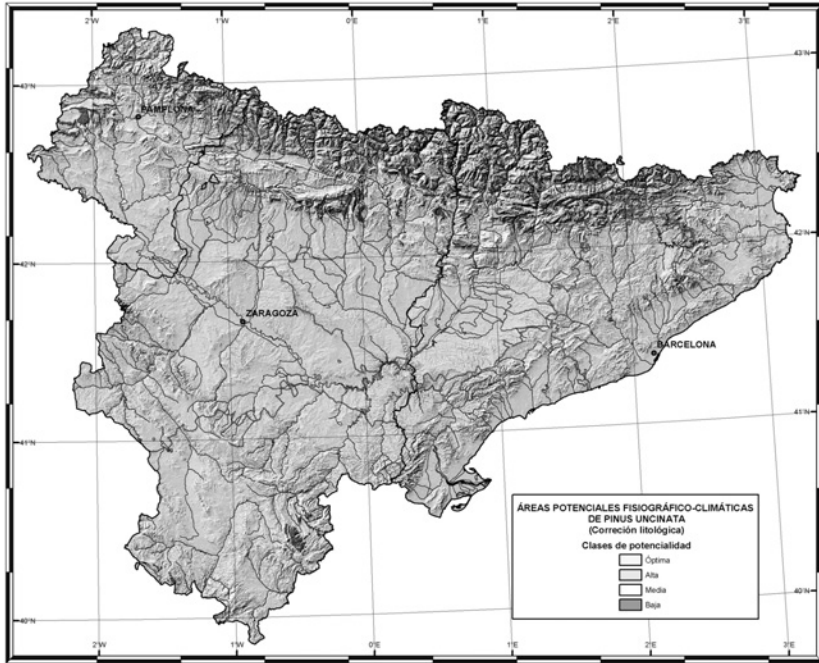 2°W 1°W 0°E 1°E 2°E 3°E
43°N
43°N
PAMPLONA
42°N
42°N
ZARAGOZA
BARCELONA
41°N
41°N
ÁREAS POTENCIALES FISIOGRÁFICO-CLIMÁTICAS
DE PINUS UNCINATA
(Correción litológica)
Clases de potencialidad
Óptima
Alta
Media
Baja
40°N
40°N
2°W 1°W 0°E 1°E 2°E 3°E